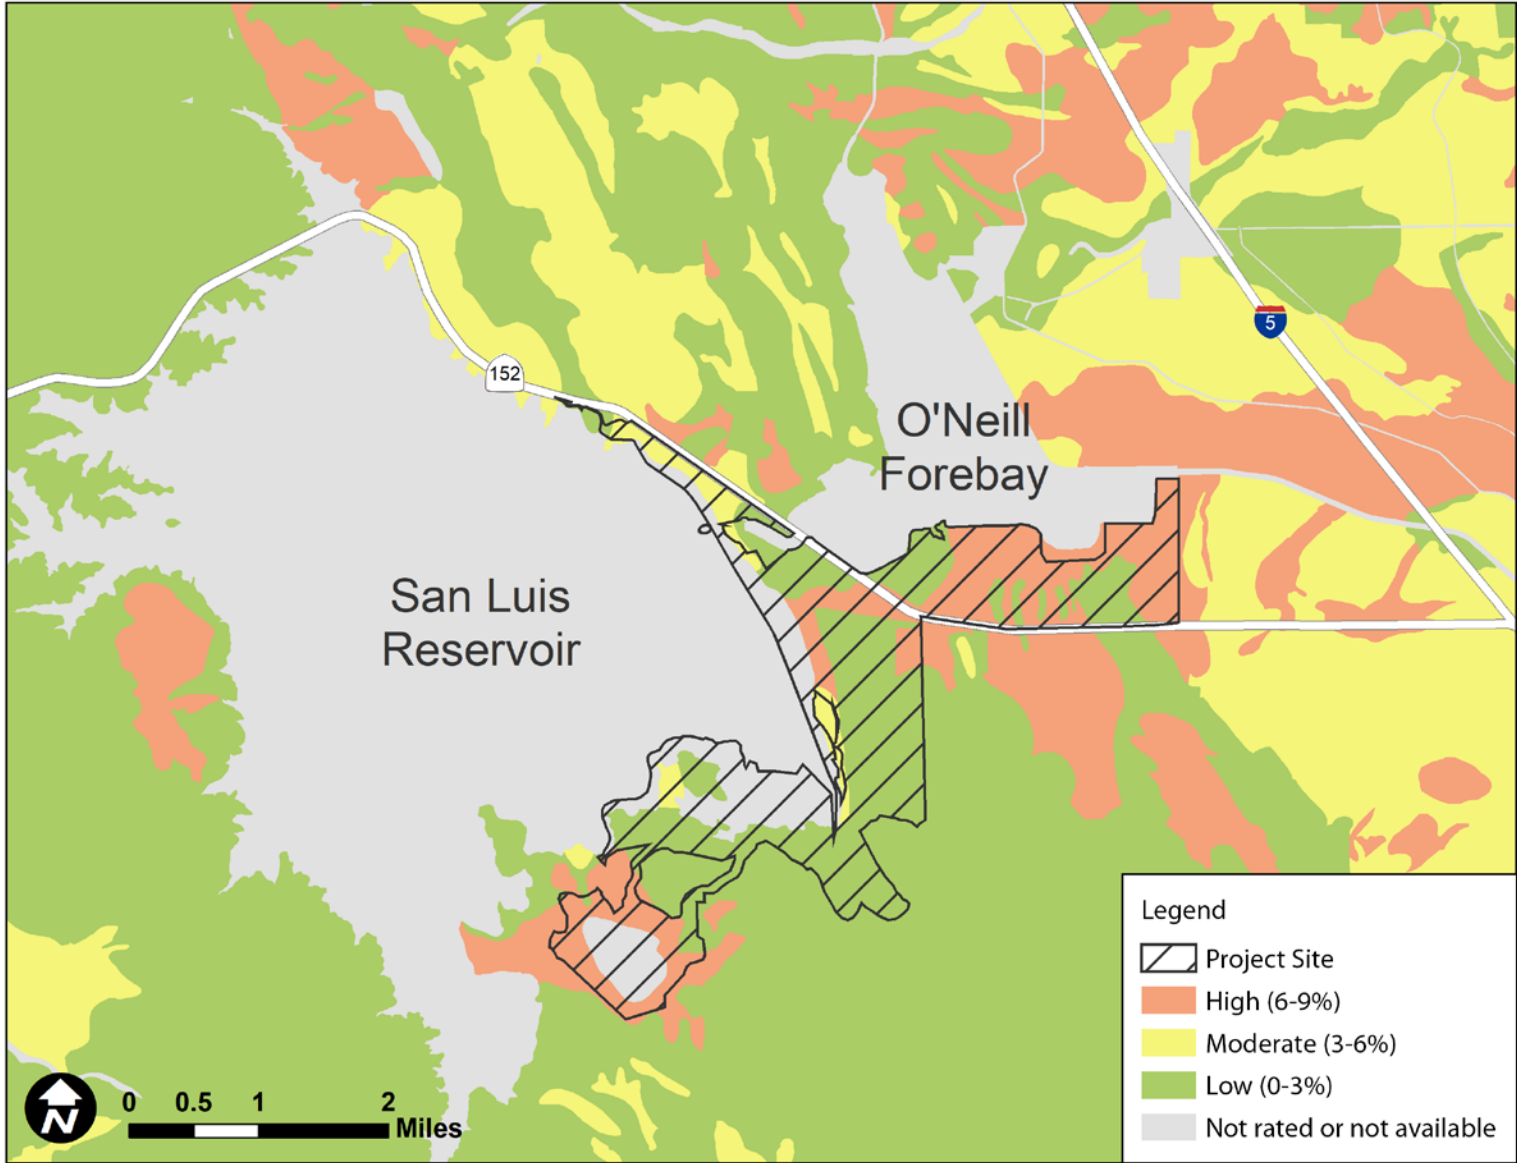 5
152
O'Neill
Forebay
San Luis
Reservoir
Legend
Project Site
High (6-9%)
Moderate (3-6%)
Low (0-3%)
Not rated or not available
N
0 0.5 1 2
Miles